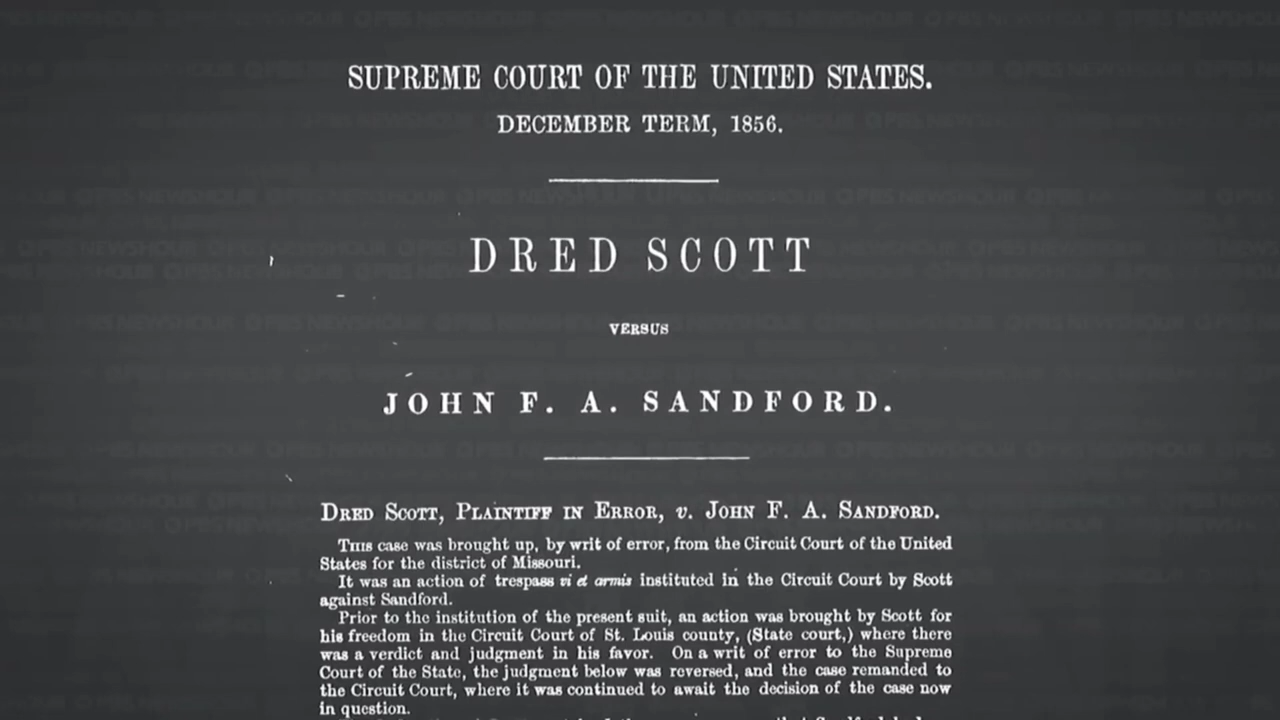 SUPREME COURT OF THE UNITED STATES.
DECEMBER TERM, 1856.
DRED SCOTT
VERSUS
JOHN F. A. SANDFORD.
DRED SCOTT, PLAINTIFF IN ERROR, v. JOHN F. A. SANDFORD.
THIS case was brought up, by writ of error, from the Circuit Court of the United
States for the district of Missouri.
It was an action of trespass vi et armis instituted in the Circuit Court by Scott
against Sandford.
Prior to the institution of the present suit, an action was brought by Scott for
his freedom in the Circuit Court of St. Louis county, (State court,) where there
was a verdict and judgment in his favor. On a writ of error to the Supreme
Court of the State, the judgment below was reversed, and the case remanded to
the Circuit Court, where it was continued to await the decision of the case now
in question.